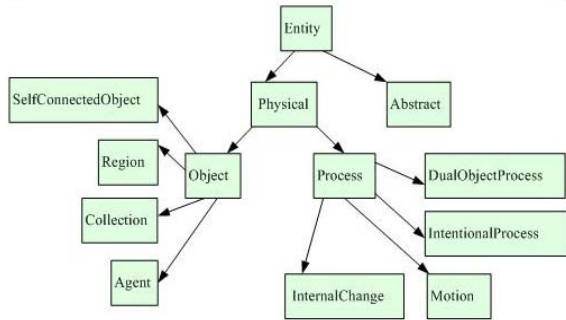 Entity
SelfConnectedObject
Physical
Abstract
Region
Object
Process
DualObjectProcess
Collection
IntentionalProcess
Agent
InternalChange
Motion